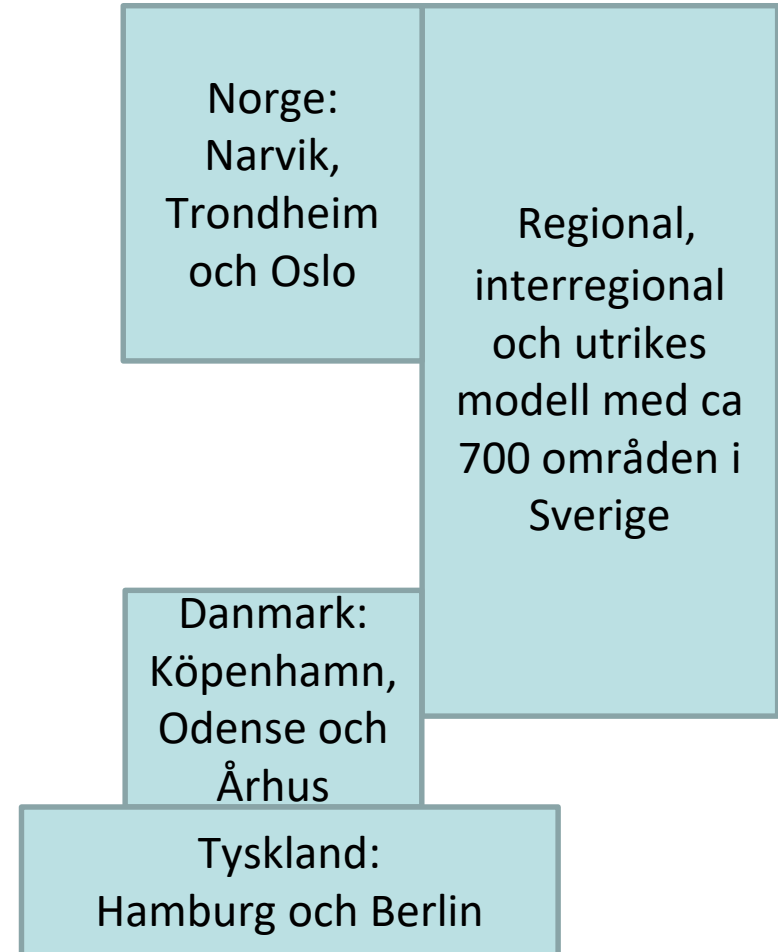 Norge:
Narvik,
Trondheim
och Oslo
Regional,
interregional
och utrikes
modell med ca
700 områden i
Sverige
Danmark:
Köpenhamn,
Odense och
Århus
Tyskland:
Hamburg och Berlin